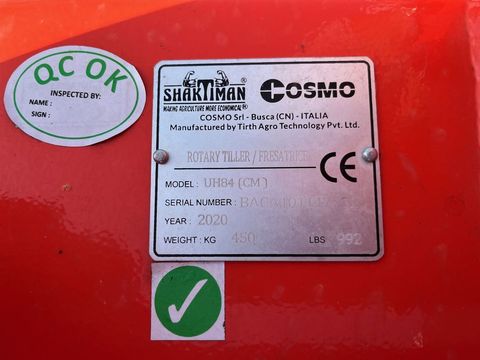 QC OK
INSPECTED BY:
NAME :
SIGN :
SHAKTIMAN
MAKING AGRICULTURE MORE ECONOMICAL
COSMO
COSMO Srl - Busca (CN) - ITALIA
Manufactured by Tirth Agro Technology Pvt. Ltd.
ROTARY TILLER / FRESATRICE
CE
MODEL: UH84 (CM)
SERIAL NUMBER :
YEAR : 2020
WEIGHT: KG 450 LBS 992